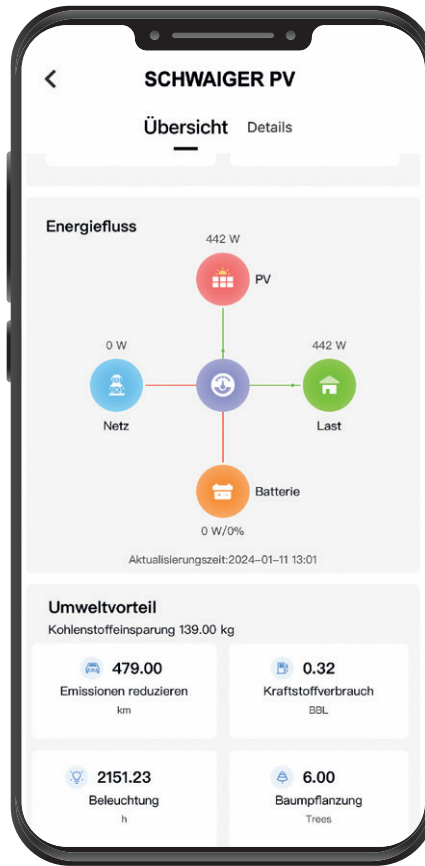 SCHWAIGER PV
Übersicht Details
Energiefluss
442 W
PV
0 W
442 W
Netz
Last
Batterie
0 W/0%
Aktualisierungszeit:2024–01–11 13:01
Umweltvorteil
Kohlenstoffeinsparung 139.00 kg
479.00
Emissionen reduzieren
km
0.32
Kraftstoffverbrauch
BBL
2151.23
Beleuchtung
h
6.00
Baumpflanzung
Trees